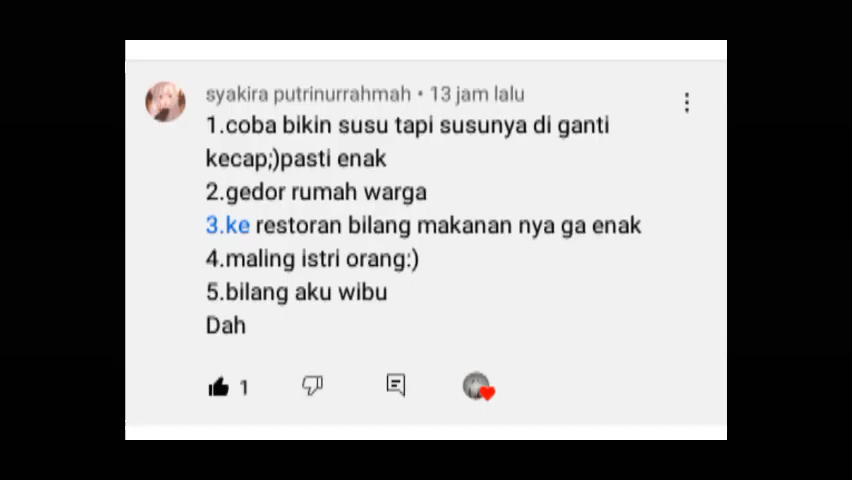 syakira putrinurrahmah • 13 jam lalu
1.coba bikin susu tapi susunya di ganti
kecap;)pasti enak
2.gedor rumah warga
3.ke restoran bilang makanan nya ga enak
4.maling istri orang:)
5.bilang aku wibu
Dah
1